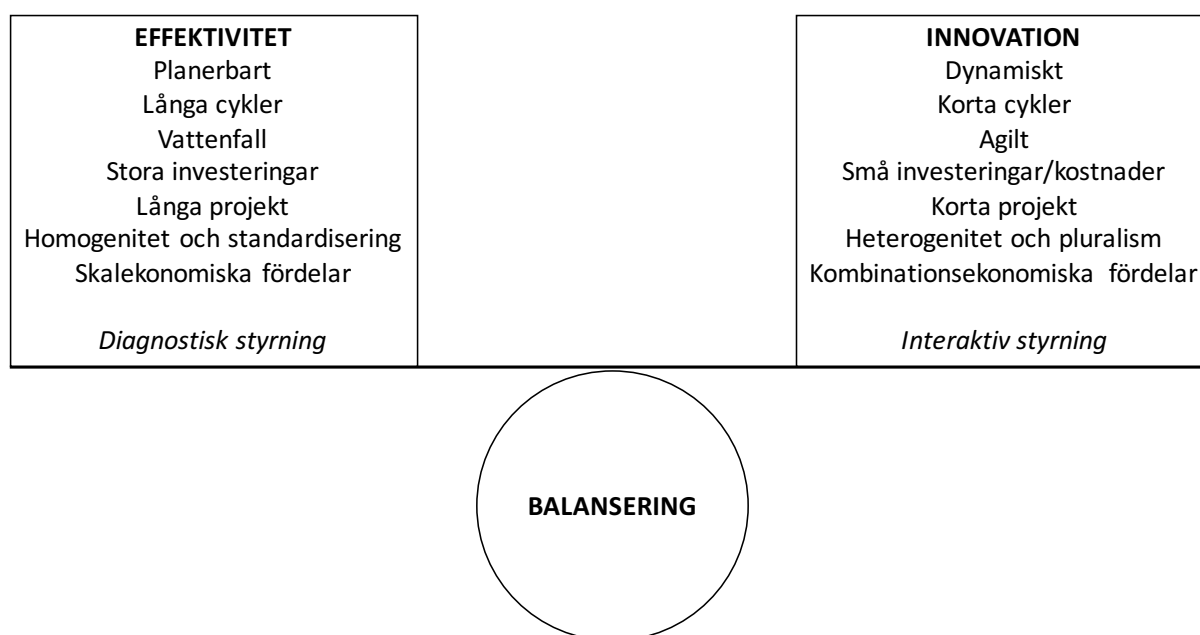 EFFEKTIVITET
Planerbart
Långa cykler
Vattenfall
Stora investeringar
Långa projekt
Homogenitet och standardisering
Skalekonomiska fördelar
Diagnostisk styrning
INNOVATION
Dynamiskt
Korta cykler
Agilt
Små investeringar/kostnader
Korta projekt
Heterogenitet och pluralism
Kombinationsekonomiska fördelar
Interaktiv styrning
BALANSERING